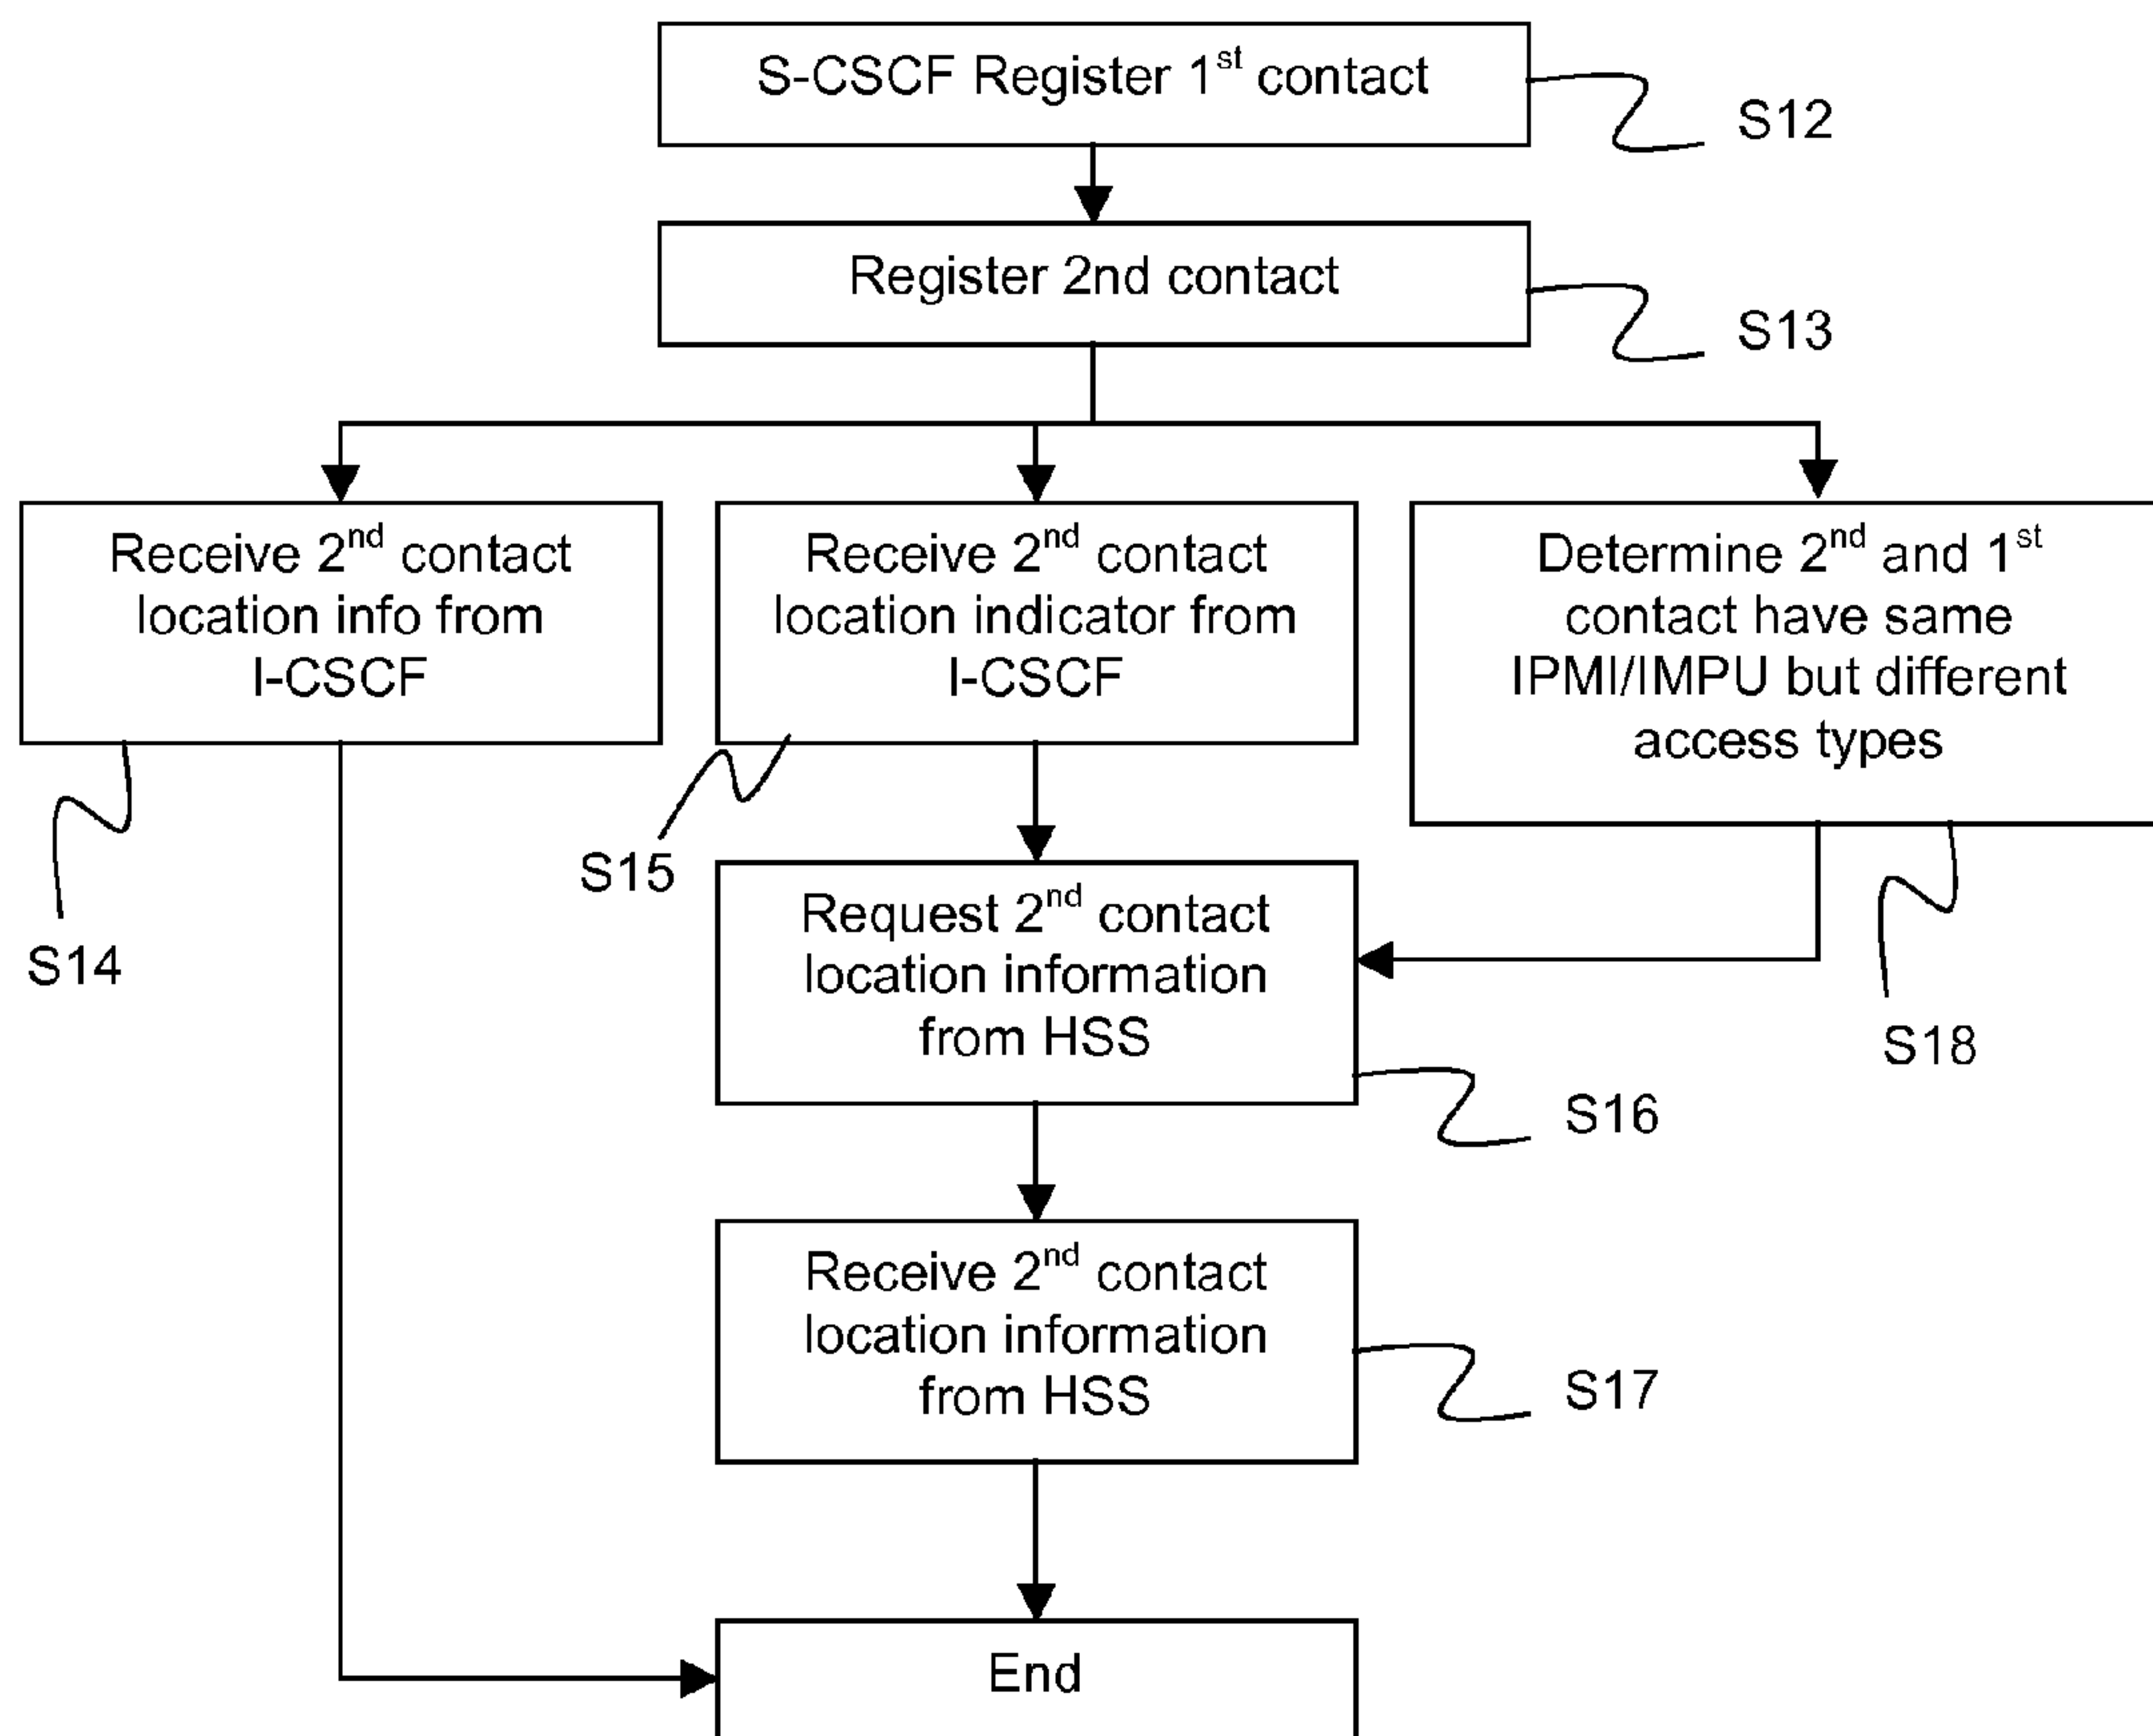 S-CSCF Register 1st contact
S12
Register 2nd contact
S13
Receive 2nd contact
location info from
I-CSCF
S14
Receive 2nd contact
location indicator from
I-CSCF
S15
Determine 2nd and 1st
contact have same
IPMI/IMPU but different
access types
S18
Request 2nd contact
location information
from HSS
S16
Receive 2nd contact
location information
from HSS
S17
End